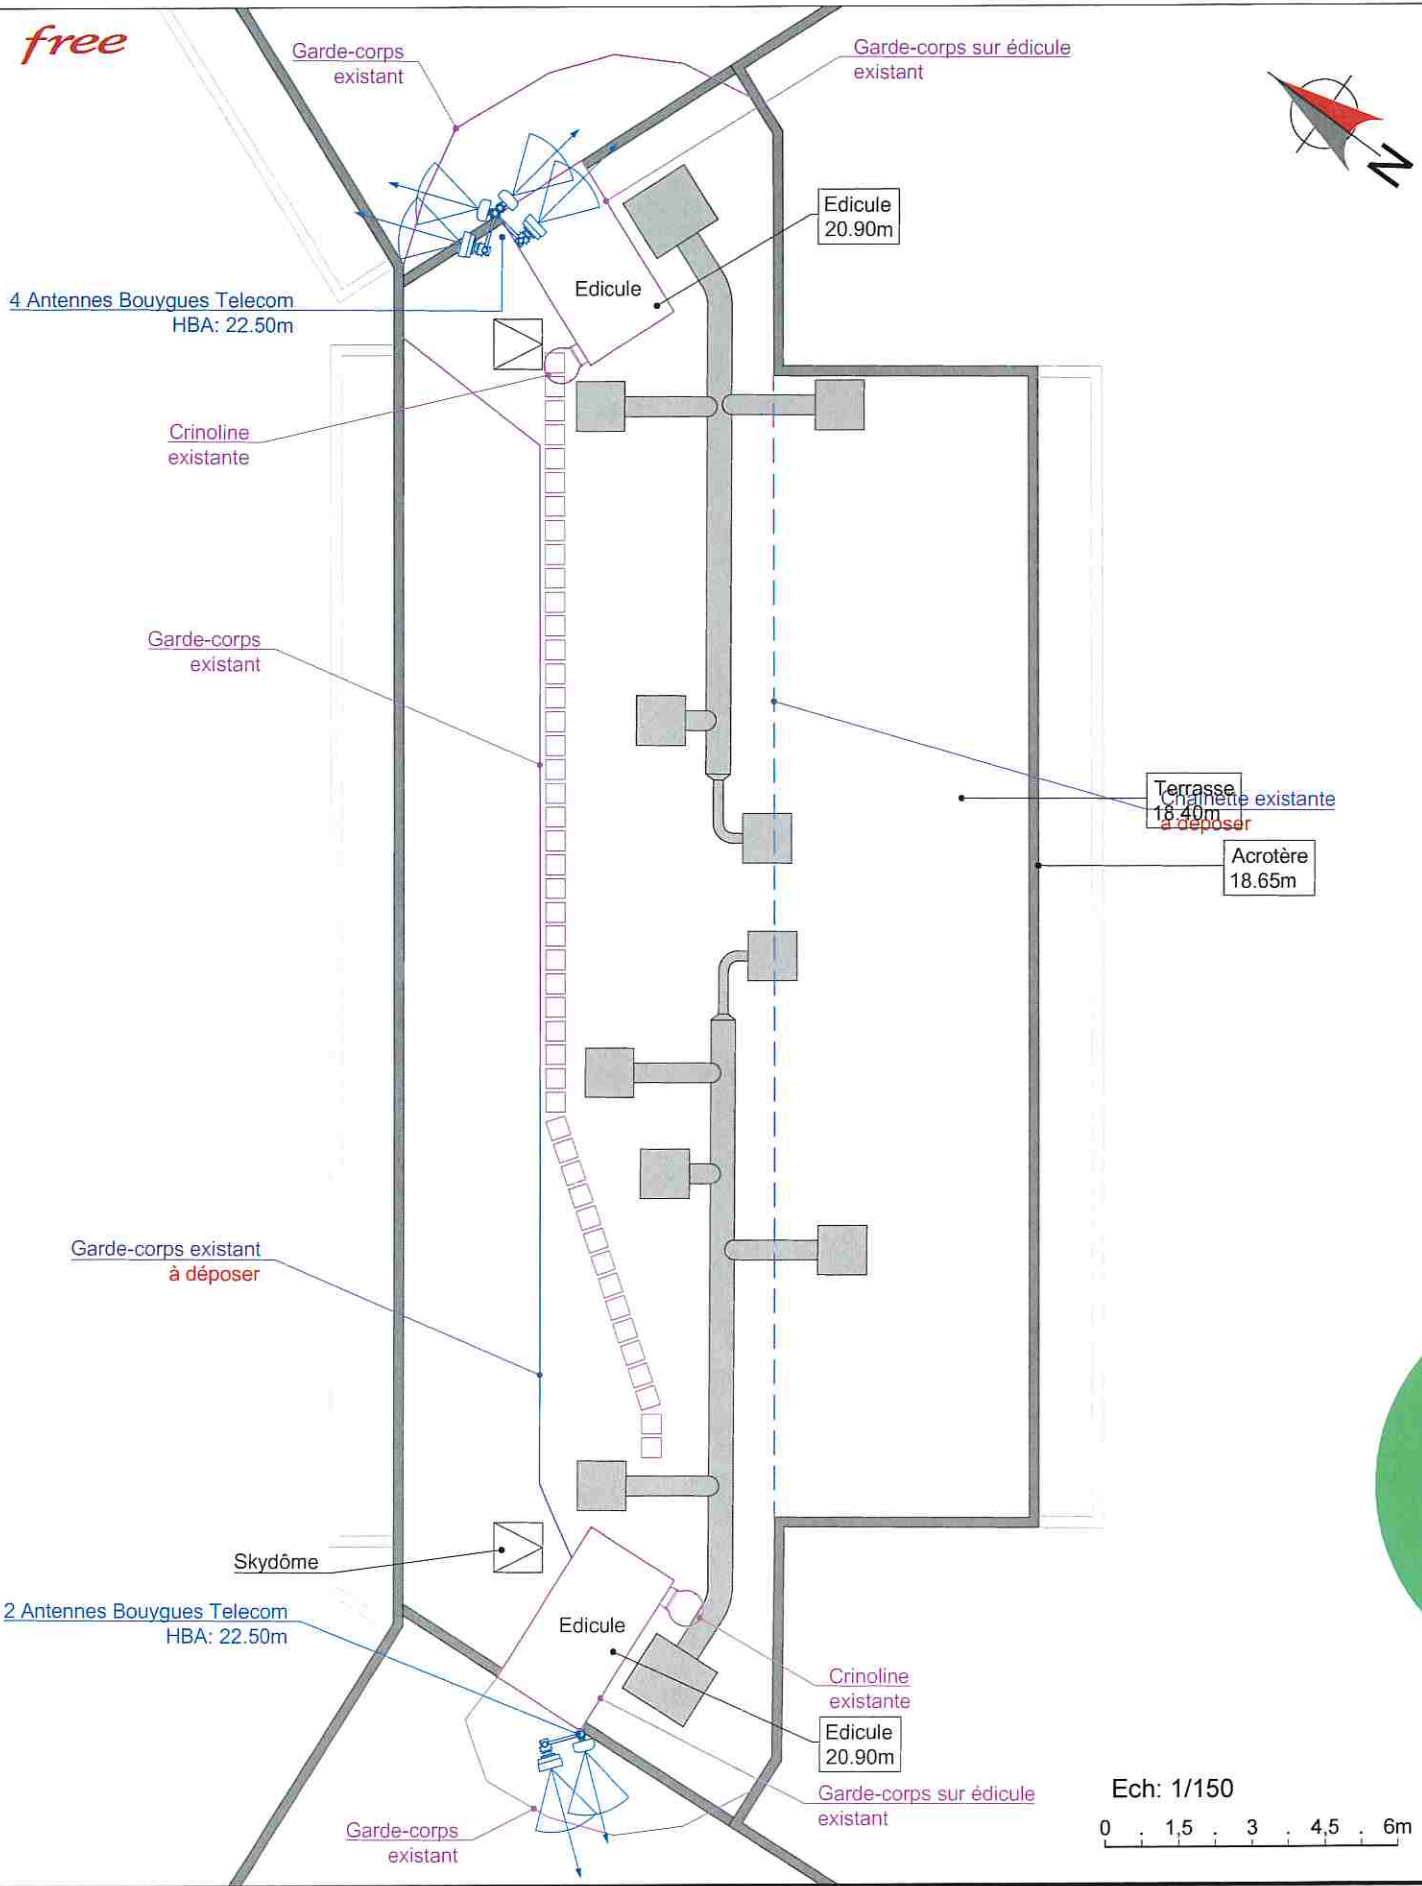 free
Garde-corps
existant
Garde-corps sur édicule
existant
N
Edicule
20.90m
Edicule
4 Antennes Bouygues Telecom
HBA: 22.50m
Crinoline
existante
Garde-corps
existant
Terrasse
18.40m
Chaînette existante
à déposer
Acrotère
18.65m
Garde-corps existant
à déposer
Skydôme
2 Antennes Bouygues Telecom
HBA: 22.50m
Edicule
Crinoline
existante
Edicule
20.90m
Garde-corps sur édicule
existant
Garde-corps
existant
Ech: 1/150
0 . 1,5 . 3 . 4,5 . 6m